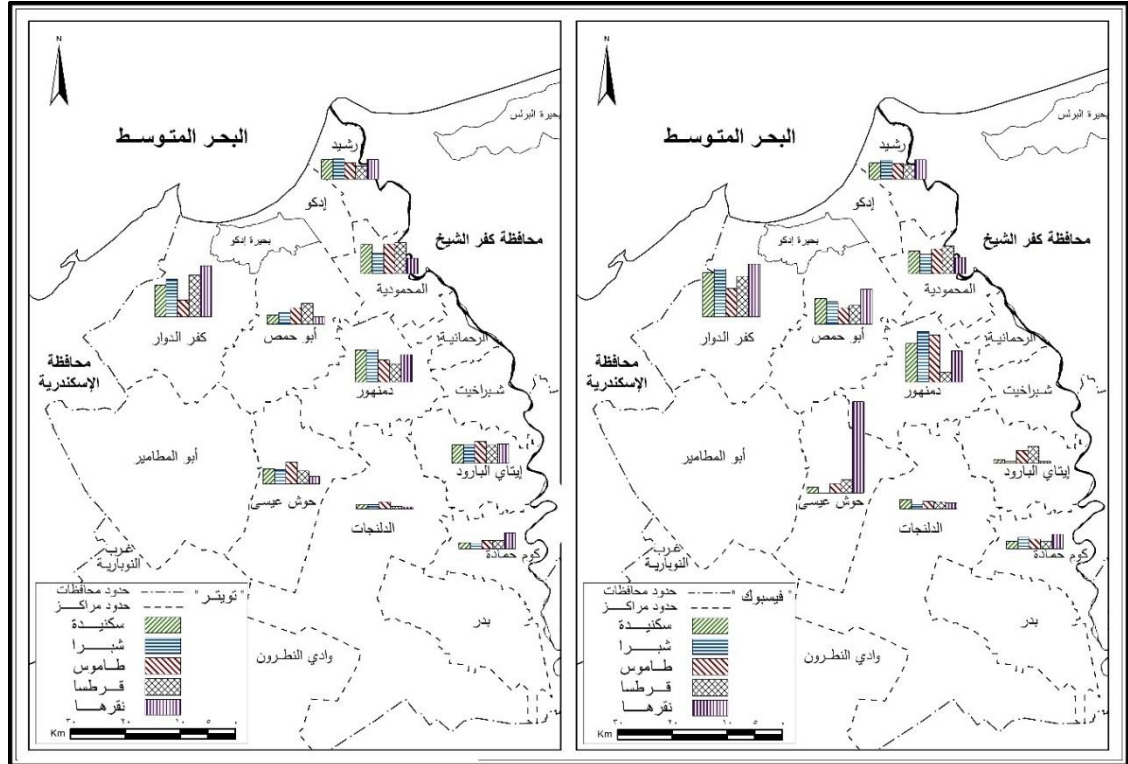 N
بحيرة البرلس
البحر المتوسط
رشيد
إدكو
بحيرة إدكو
محافظة كفر الشيخ
المحمودية
كفر الدوار
أبو حمص
الرحمانية
محافظة
الإسكندرية
دمنهور
شبراخيت
أبو المطامير
إيتاي البارود
حوش عيسى
الدلنجات
كوم حمادة
غرب
النوبارية
بدر
وادي النطرون
" تويتر "
حدود محافظات
حدود مراكز
سكنيدة
شبرا
طاموس
قرطسا
نقرها
Km
N
بحيرة البرلس
البحر المتوسط
رشيد
إدكو
بحيرة إدكو
محافظة كفر الشيخ
المحمودية
كفر الدوار
أبو حمص
الرحمانية
محافظة
الإسكندرية
دمنهور
شبراخيت
أبو المطامير
إيتاي البارود
حوش عيسى
الدلنجات
كوم حمادة
غرب
النوبارية
بدر
وادي النطرون
" فيسبوك "
حدود محافظات
حدود مراكز
سكنيدة
شبرا
طاموس
قرطسا
نقرها
Km